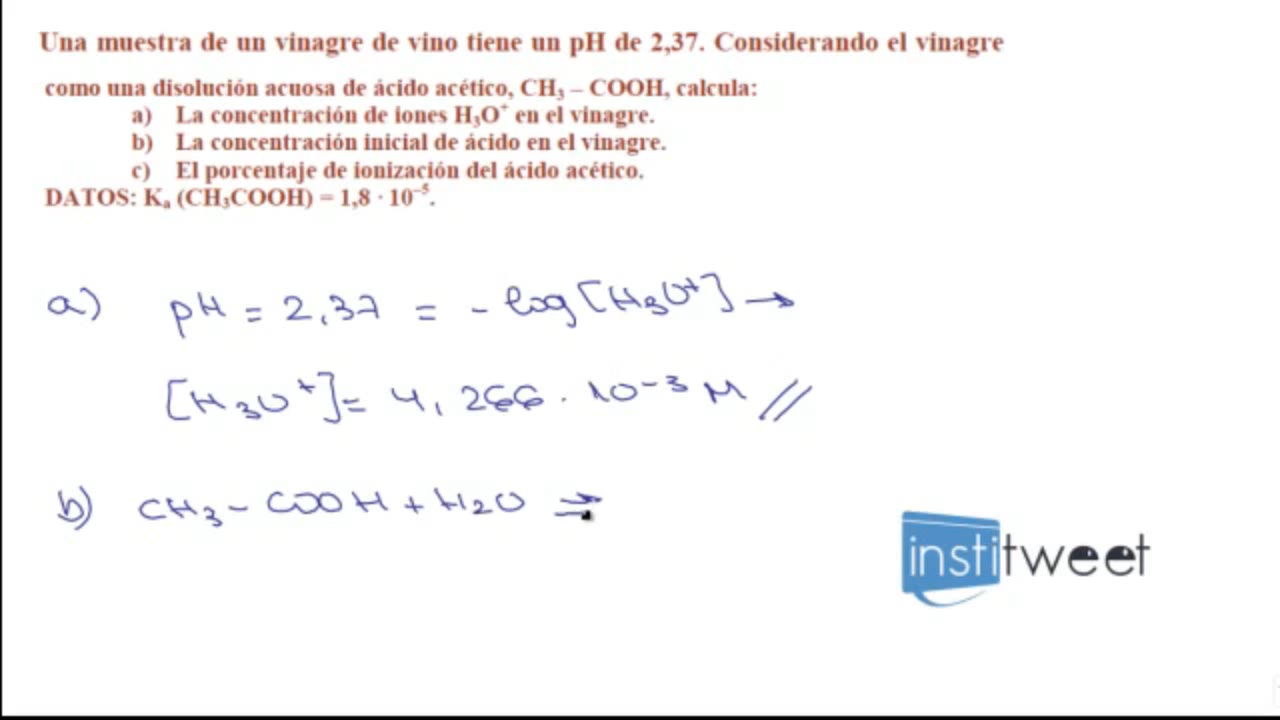 Una muestra de un vinagre de vino tiene un pH de 2,37. Considerando el vinagre
como una disolución acuosa de ácido acético, CH₃ – COOH, calcula:
a) La concentración de iones H₃O⁺ en el vinagre.
b) La concentración inicial de ácido en el vinagre.
c) El porcentaje de ionización del ácido acético.
DATOS: Kₐ (CH₃COOH) = 1,8 · 10⁻⁵.
a) pH = 2,37 = - log [H₃O⁺] →
[H₃O⁺] = 4,266 · 10⁻³ M //
b) CH₃ - COOH + H₂O ⇌
institweet